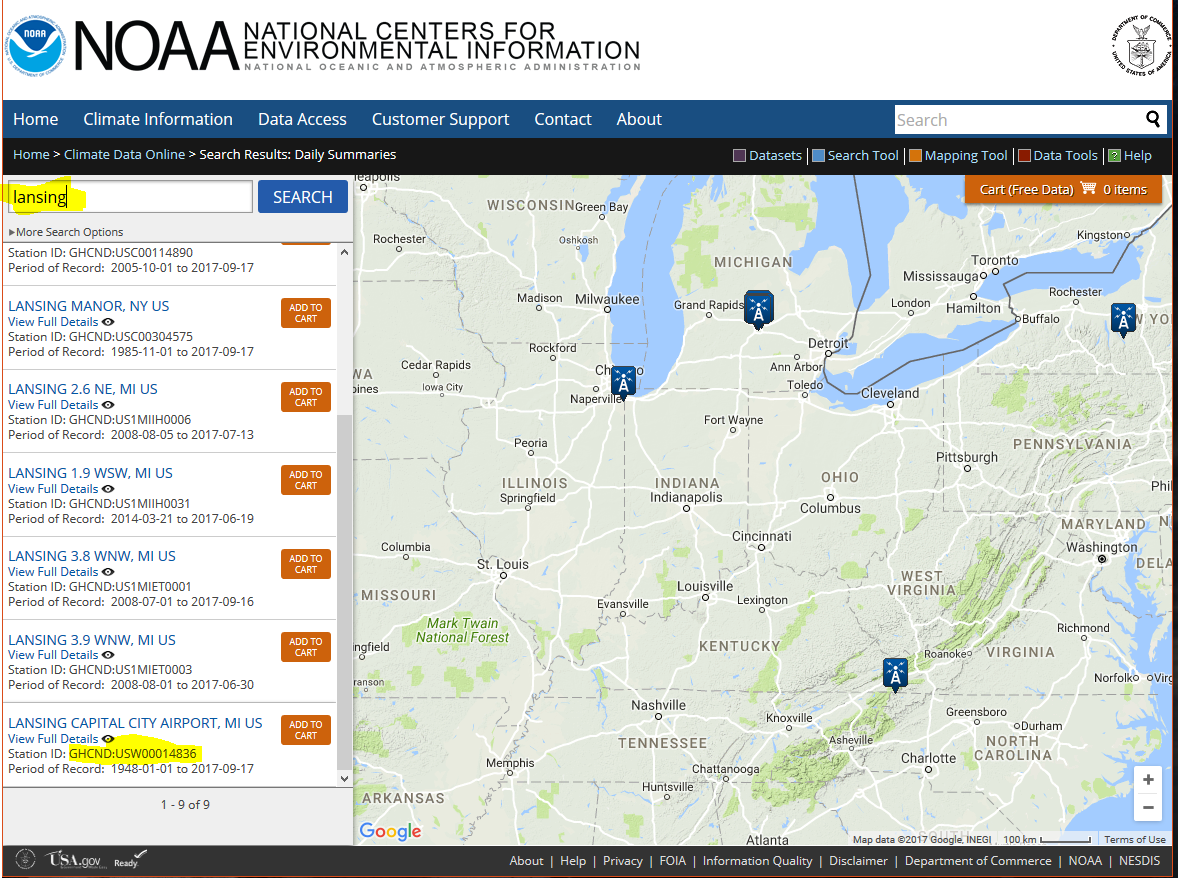 NOAA
NOAA NATIONAL CENTERS FOR
ENVIRONMENTAL INFORMATION
NATIONAL OCEANIC AND ATMOSPHERIC ADMINISTRATION
DEPARTMENT OF COMMERCE
UNITED STATES OF AMERICA
Home Climate Information Data Access Customer Support Contact About
Search
Home > Climate Data Online > Search Results: Daily Summaries
Datasets Search Tool Mapping Tool Data Tools ? Help
lansing
SEARCH
▸More Search Options
Station ID: GHCND:USC00114890
Period of Record: 2005-10-01 to 2017-09-17
LANSING MANOR, NY US
View Full Details
Station ID: GHCND:USC00304575
Period of Record: 1985-11-01 to 2017-09-17
ADD TO
CART
LANSING 2.6 NE, MI US
View Full Details
Station ID: GHCND:US1MIIH0006
Period of Record: 2008-08-05 to 2017-07-13
ADD TO
CART
LANSING 1.9 WSW, MI US
View Full Details
Station ID: GHCND:US1MIIH0031
Period of Record: 2014-03-21 to 2017-06-19
ADD TO
CART
LANSING 3.8 WNW, MI US
View Full Details
Station ID: GHCND:US1MIET0001
Period of Record: 2008-07-01 to 2017-09-16
ADD TO
CART
LANSING 3.9 WNW, MI US
View Full Details
Station ID: GHCND:US1MIET0003
Period of Record: 2008-08-01 to 2017-06-30
ADD TO
CART
LANSING CAPITAL CITY AIRPORT, MI US
View Full Details
Station ID: GHCND:USW00014836
Period of Record: 1948-01-01 to 2017-09-17
ADD TO
CART
1 - 9 of 9
Cart (Free Data) 0 items
eapolis
WISCONSIN
Green Bay
Rochester
Oshkosh
Kingston
MICHIGAN
Toronto
Mississauga
Madison
Milwaukee
Grand Rapids
London
Hamilton
Rochester
Buffalo
W YO
Rockford
Detroit
Cedar Rapids
Ann Arbor
WA
Iowa City
oines
Naperville
Toledo
Cleveland
Fort Wayne
Peoria
PENNSYLVANIA
Pittsburgh
ILLINOIS
Springfield
INDIANA
Indianapolis
OHIO
Columbus
Phil
MARYLAND
N
Columbia
Cincinnati
Washington
St. Louis
DELA
MISSOURI
Louisville
WEST
VIRGINIA
Evansville
Lexington
Mark Twain
National Forest
Richmond
ingfield
KENTUCKY
Roanoke
VIRGINIA
ranson
Norfolk
Virg
Nashville
Greensboro
Knoxville
Durham
TENNESSEE
Asheville
NORTH
CAROLINA
Memphis
Chattanooga
Charlotte
Huntsville
ARKANSAS
Atlanta
SOUTH
+
−
Google
Map data ©2017 Google, INEGI 100 km Terms of Use
USA.gov Ready
About | Help | Privacy | FOIA | Information Quality | Disclaimer | Department of Commerce | NOAA | NESDIS